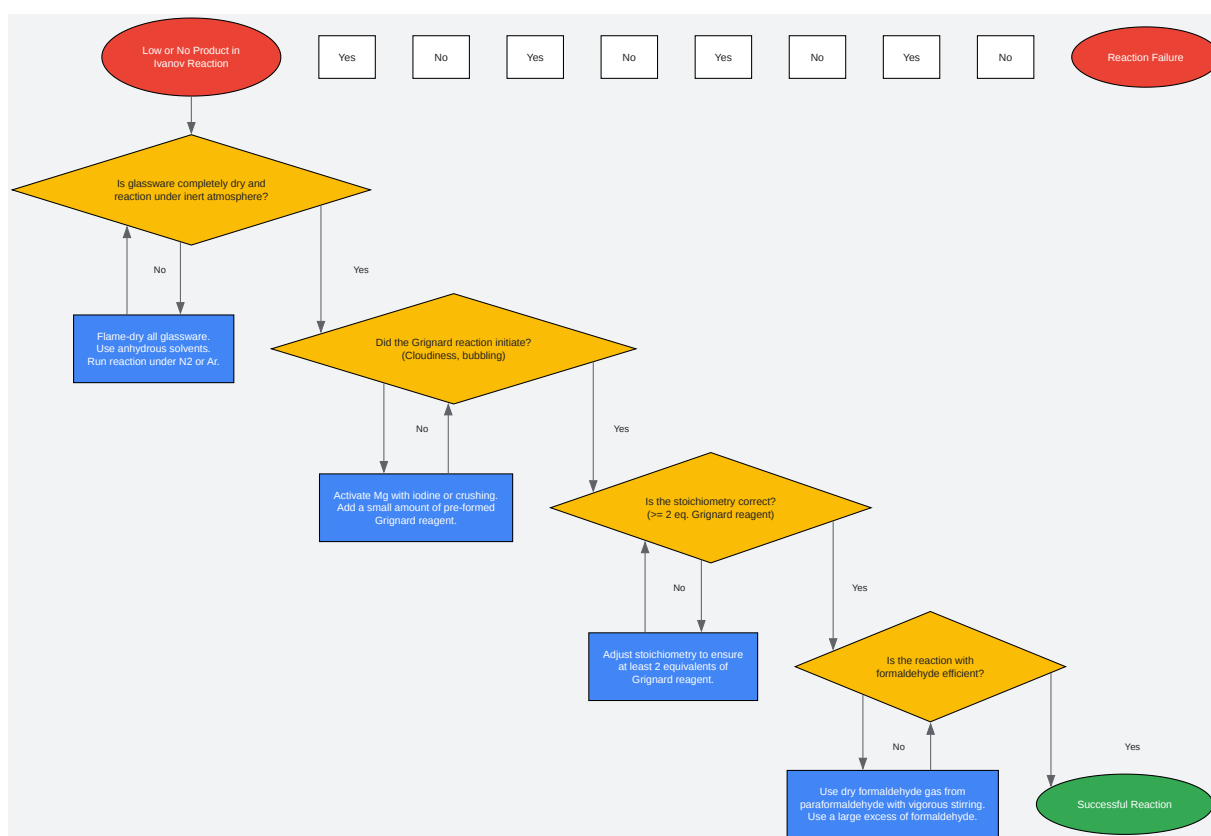 Low or No Product in
Ivanov Reaction
Yes
No
Yes
No
Yes
No
Yes
No
Reaction Failure
Is glassware completely dry and
reaction under inert atmosphere?
No
Yes
Flame-dry all glassware.
Use anhydrous solvents.
Run reaction under N2 or Ar.
Did the Grignard reaction initiate?
(Cloudiness, bubbling)
No
Yes
Activate Mg with iodine or crushing.
Add a small amount of pre-formed
Grignard reagent.
Is the stoichiometry correct?
(>= 2 eq. Grignard reagent)
No
Yes
Adjust stoichiometry to ensure
at least 2 equivalents of
Grignard reagent.
Is the reaction with
formaldehyde efficient?
No
Yes
Use dry formaldehyde gas from
paraformaldehyde with vigorous stirring.
Use a large excess of formaldehyde.
Successful Reaction